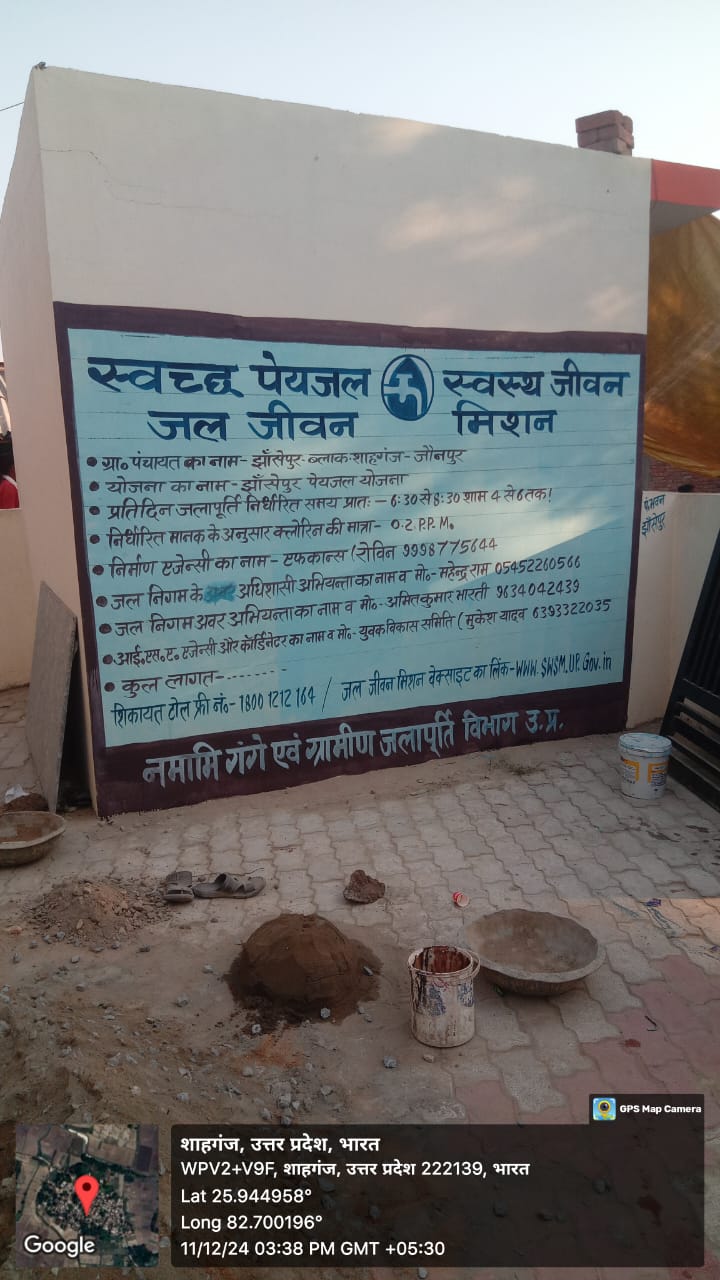 स्वच्छ पेयजल स्वस्थ जीवन
जल जीवन मिशन
• ग्रा० पंचायत का नाम- झाँसेपुर ब्लाक-शाहगंज- जौनपुर
• योजना का नाम- झाँसेपुर पेयजल योजना
• प्रतिदिन जलापूर्ति निर्धारित समय प्रातः - 6:30 से 8:30 शाम 4 से 6 तक!
• निर्धारित मानक के अनुसार क्लोरिन की मात्रा- 0.2 P.P.M.
• निर्माण एजेन्सी का नाम - एफकान्स (रोविन 9998775644
• जल निगम के अधिशासी अभियन्ता का नाम व मो०- महेन्द्र राम 05452260566
• जल निगम अवर अभियन्ता का नाम व मो०- अमित कुमार भारती 9634042439
• आई.एस.ए. एजेन्सी और कॉर्डिनेटर का नाम व मो०- युवक विकास समिति (मुकेश यादव 6393322035
• कुल लागत---------
शिकायत टोल फ्री नं०- 1800 1212 164 / जल जीवन मिशन वेबसाइट का लिंक-WWW.SWSM.UP.Gov.in
नमामि गंगे एवं ग्रामीण जलापूर्ति विभाग उ.प्र.
भवन
झाँसेपुर
GPS Map Camera
शाहगंज, उत्तर प्रदेश, भारत
WPV2+V9F, शाहगंज, उत्तर प्रदेश 222139, भारत
Lat 25.944958°
Long 82.700196°
11/12/24 03:38 PM GMT +05:30
Google